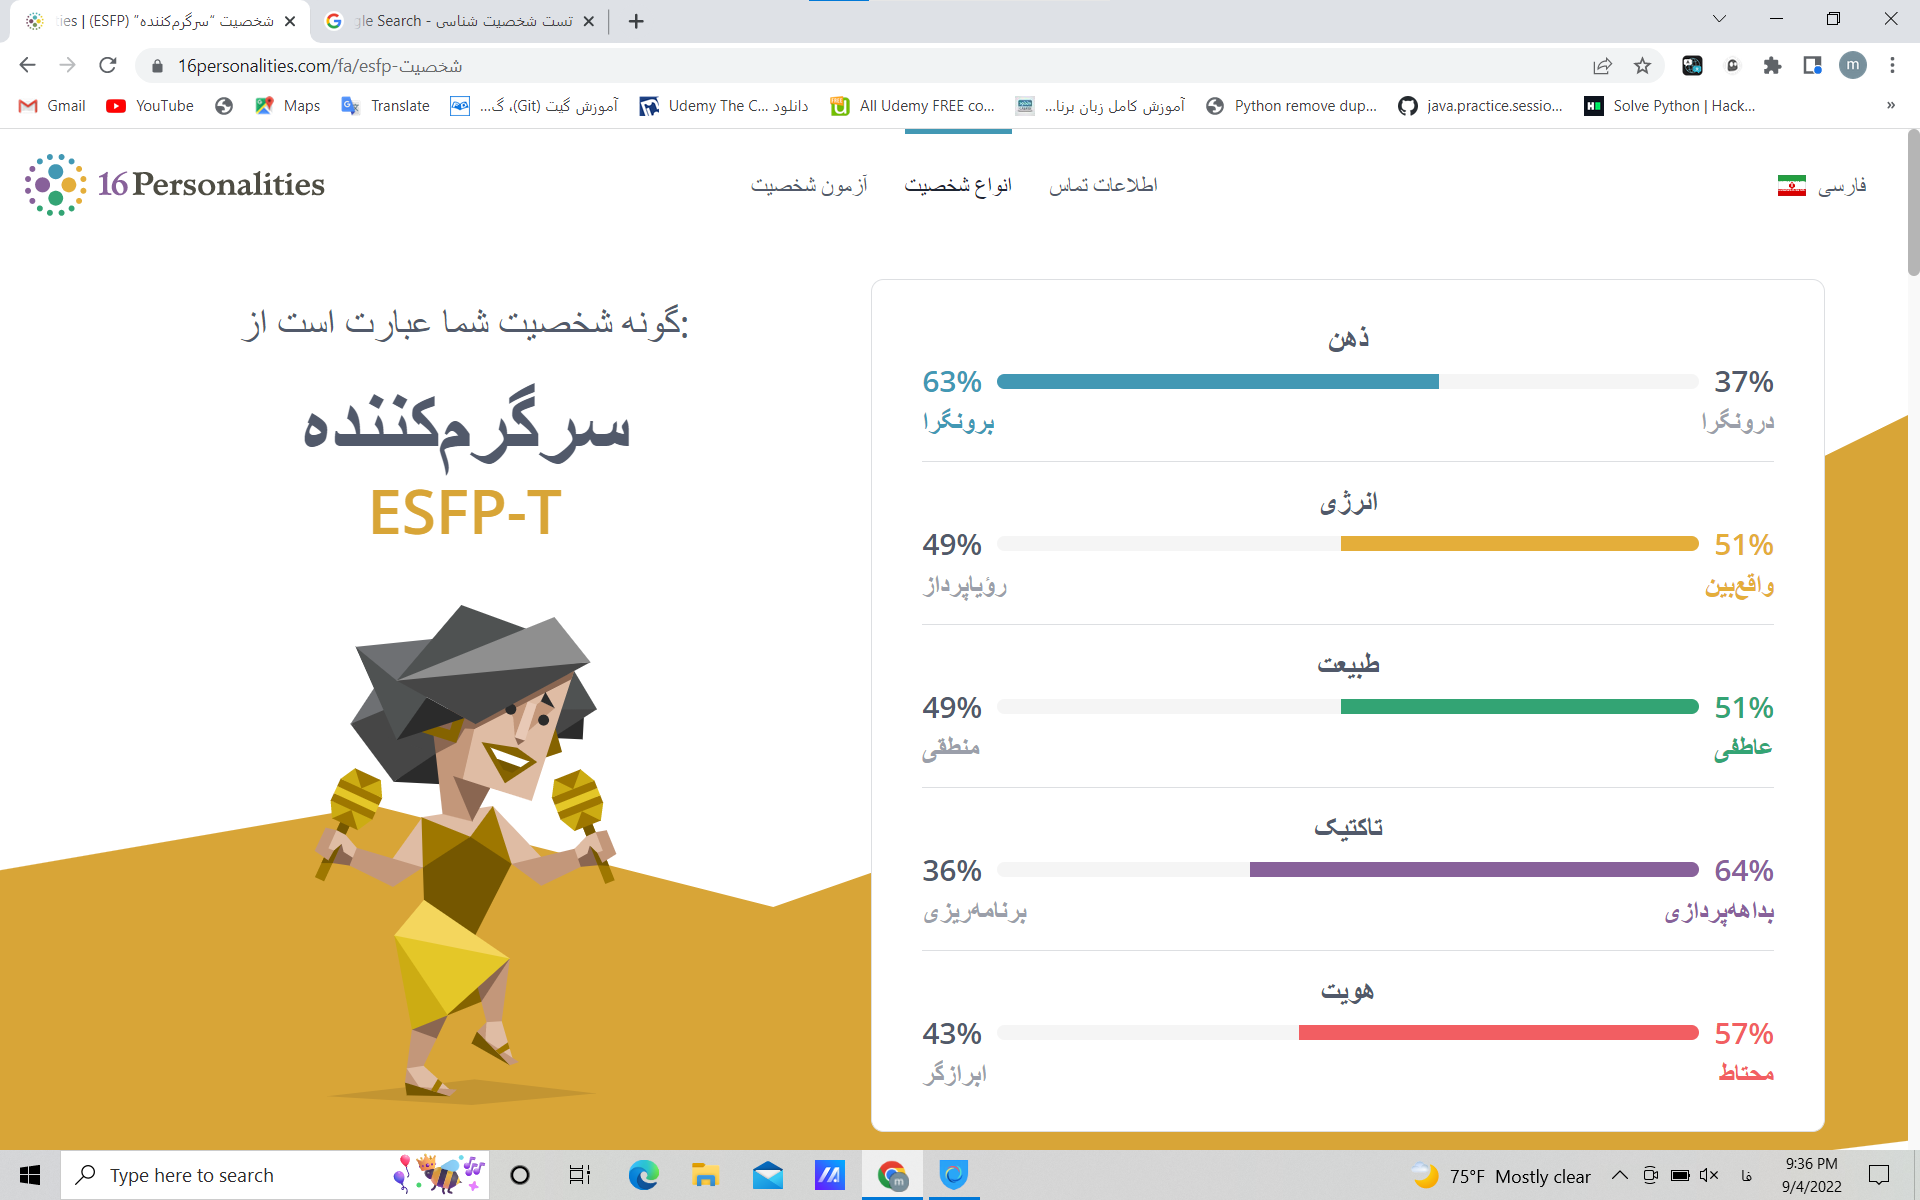 ties | (ESFP) "شخصیت "سرگرم‌کننده
تست شخصیت شناسی - gle Search
16personalities.com/fa/esfp-شخصیت
m
Gmail
YouTube
Maps
Translate
آموزش گیت (Git)، گ...
دانلود Udemy The C...
All Udemy FREE co...
آموزش کامل زبان برنا...
Python remove dup...
java.practice.sessio...
Solve Python | Hack...
»
16Personalities
آزمون شخصیت
انواع شخصیت
اطلاعات تماس
فارسی
گونه شخصیت شما عبارت است از:
سرگرم‌کننده
ESFP-T
ذهن
63% 37%
برونگرا درونگرا
انرژی
49% 51%
رؤیاپرداز واقع‌بین
طبیعت
49% 51%
منطقی عاطفی
تاکتیک
36% 64%
برنامه‌ریزی بداهه‌پردازی
هویت
43% 57%
ابرازگر محتاط
Type here to search
75°F Mostly clear
فا
9:36 PM
9/4/2022